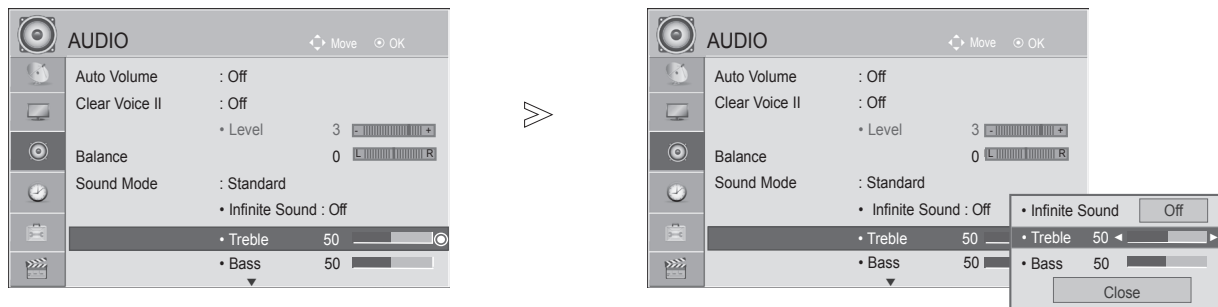 AUDIO
Move OK
Auto Volume : Off
Clear Voice II : Off
• Level 3 - +
Balance 0 L R
Sound Mode : Standard
• Infinite Sound : Off
• Treble 50
• Bass 50
AUDIO
Move OK
Auto Volume : Off
Clear Voice II : Off
• Level 3 - +
Balance 0 L R
Sound Mode : Standard
• Infinite Sound : Off
• Treble 50
• Bass 50
• Infinite Sound Off
• Treble 50
• Bass 50
Close